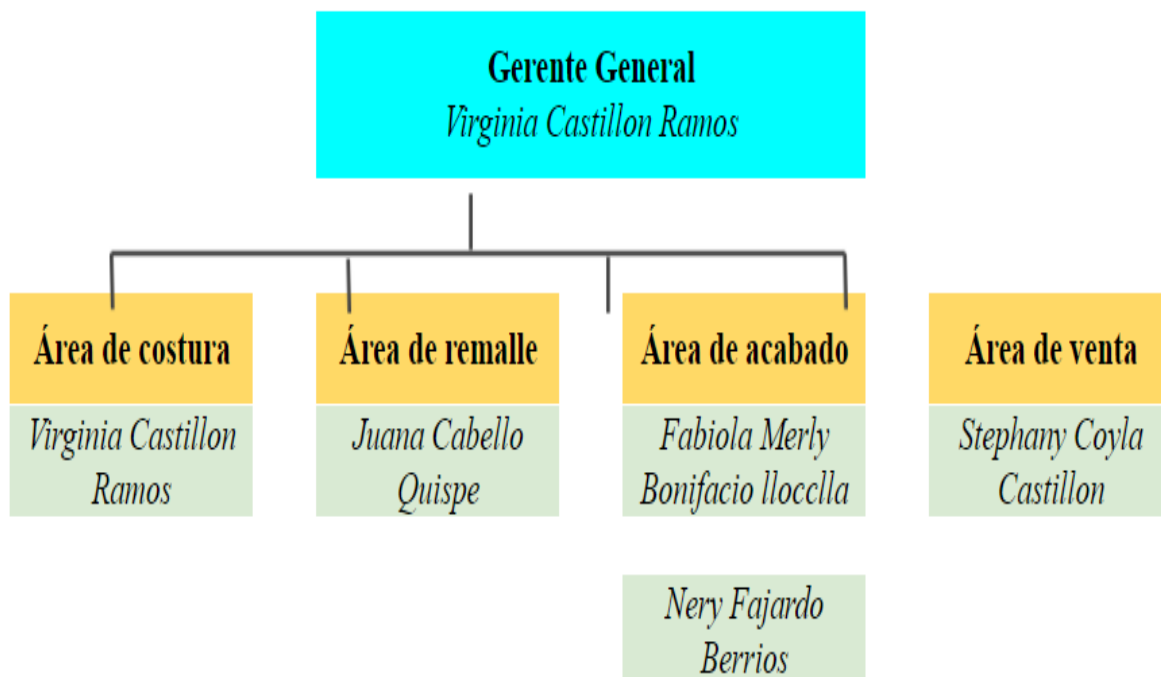 Gerente General
Virginia Castillon Ramos
Área de costura
Virginia Castillon
Ramos
Área de remalle
Juana Cabello
Quispe
Área de acabado
Fabiola Merly
Bonifacio llocclla
Nery Fajardo
Berrios
Área de venta
Stephany Coyla
Castillon